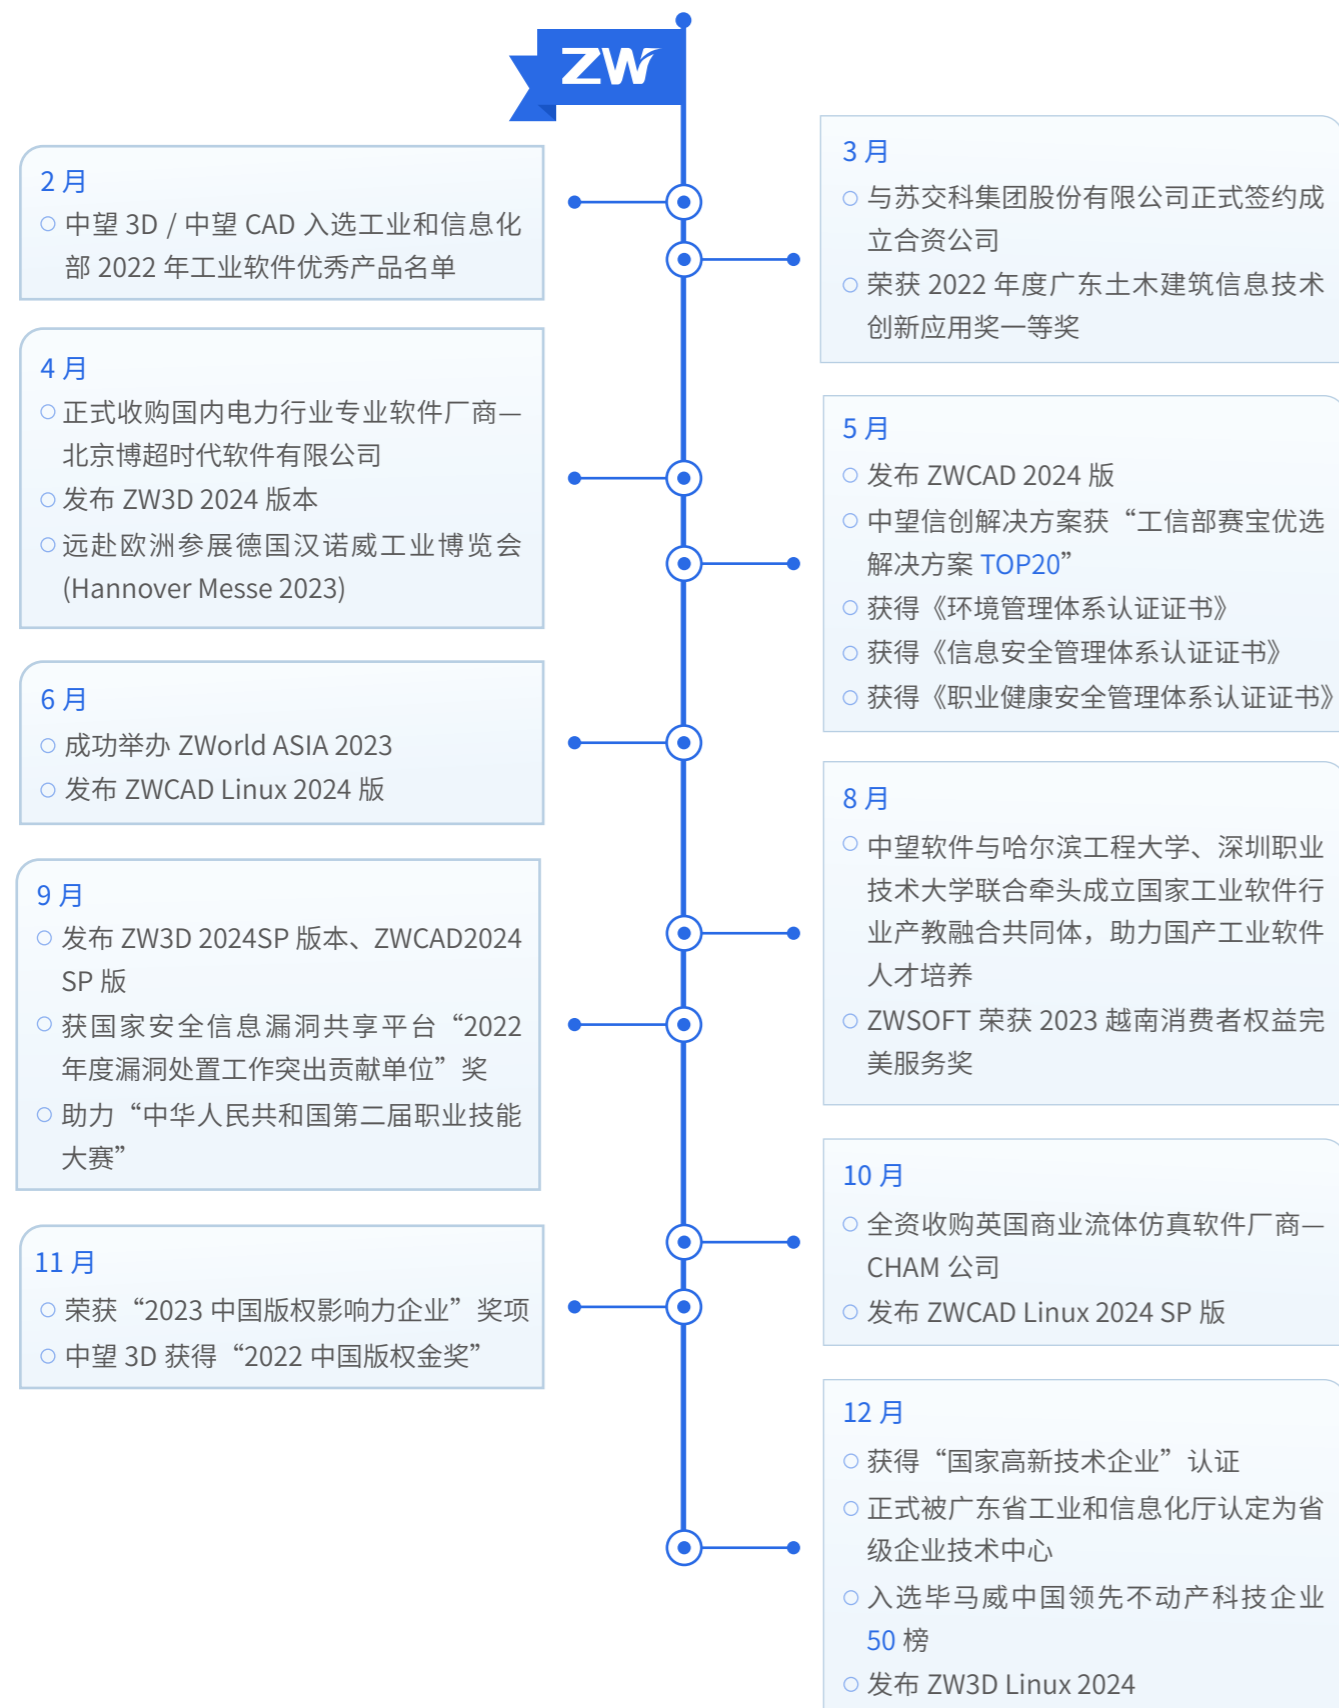 ZW
2 月
中望 3D / 中望 CAD 入选工业和信息化
部 2022 年工业软件优秀产品名单
3 月
与苏交科集团股份有限公司正式签约成
立合资公司
荣获 2022 年度广东土木建筑信息技术
创新应用奖一等奖
4 月
正式收购国内电力行业专业软件厂商—
北京博超时代软件有限公司
发布 ZW3D 2024 版本
远赴欧洲参展德国汉诺威工业博览会
(Hannover Messe 2023)
5 月
发布 ZWCAD 2024 版
中望信创解决方案获“工信部赛宝优选
解决方案 TOP20”
获得《环境管理体系认证证书》
获得《信息安全管理体系认证证书》
获得《职业健康安全管理体系认证证书》
6 月
成功举办 ZWorld ASIA 2023
发布 ZWCAD Linux 2024 版
8 月
中望软件与哈尔滨工程大学、深圳职业
技术大学联合牵头成立国家工业软件行
业产教融合共同体，助力国产工业软件
人才培养
ZWSOFT 荣获 2023 越南消费者权益完
美服务奖
9 月
发布 ZW3D 2024SP 版本、ZWCAD2024
SP 版
获国家安全信息漏洞共享平台“2022
年度漏洞处置工作突出贡献单位”奖
助力“中华人民共和国第二届职业技能
大赛”
10 月
全资收购英国商业流体仿真软件厂商—
CHAM 公司
发布 ZWCAD Linux 2024 SP 版
11 月
荣获“2023 中国版权影响力企业”奖项
中望 3D 获得“2022 中国版权金奖”
12 月
获得“国家高新技术企业”认证
正式被广东省工业和信息化厅认定为省
级企业技术中心
入选毕马威中国领先不动产科技企业
50 榜
发布 ZW3D Linux 2024